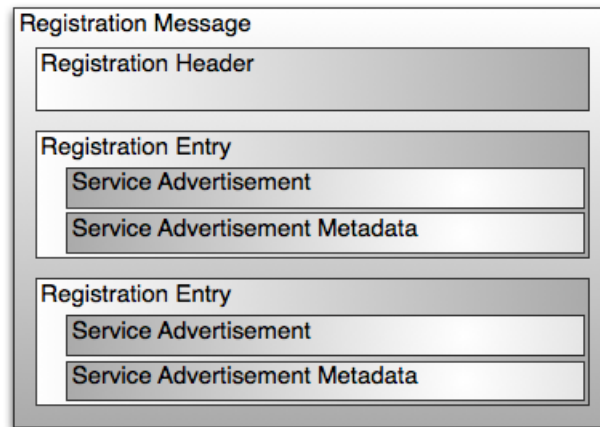 Registration Message
Registration Header
Registration Entry
Service Advertisement
Service Advertisement Metadata
Registration Entry
Service Advertisement
Service Advertisement Metadata